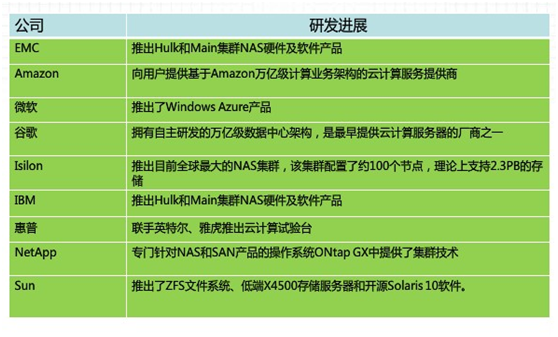 公司 研发进展
EMC 推出Hulk和Main集群NAS硬件及软件产品
Amazon 向用户提供基于Amazon万亿级计算业务架构的云计算服务提供商
微软 推出了Windows Azure产品
谷歌 拥有自主研发的万亿级数据中心架构，是最早提供云计算服务器的厂商之一
Isilon 推出目前全球最大的NAS集群，该集群配置了约100个节点，理论上支持2.3PB的存
储
IBM 推出Hulk和Main集群NAS硬件及软件产品
惠普 联手英特尔、雅虎推出云计算试验台
NetApp 专门针对NAS和SAN产品的操作系统ONtap GX中提供了集群技术
Sun 推出了ZFS文件系统、低端X4500存储服务器和开源Solaris 10软件。